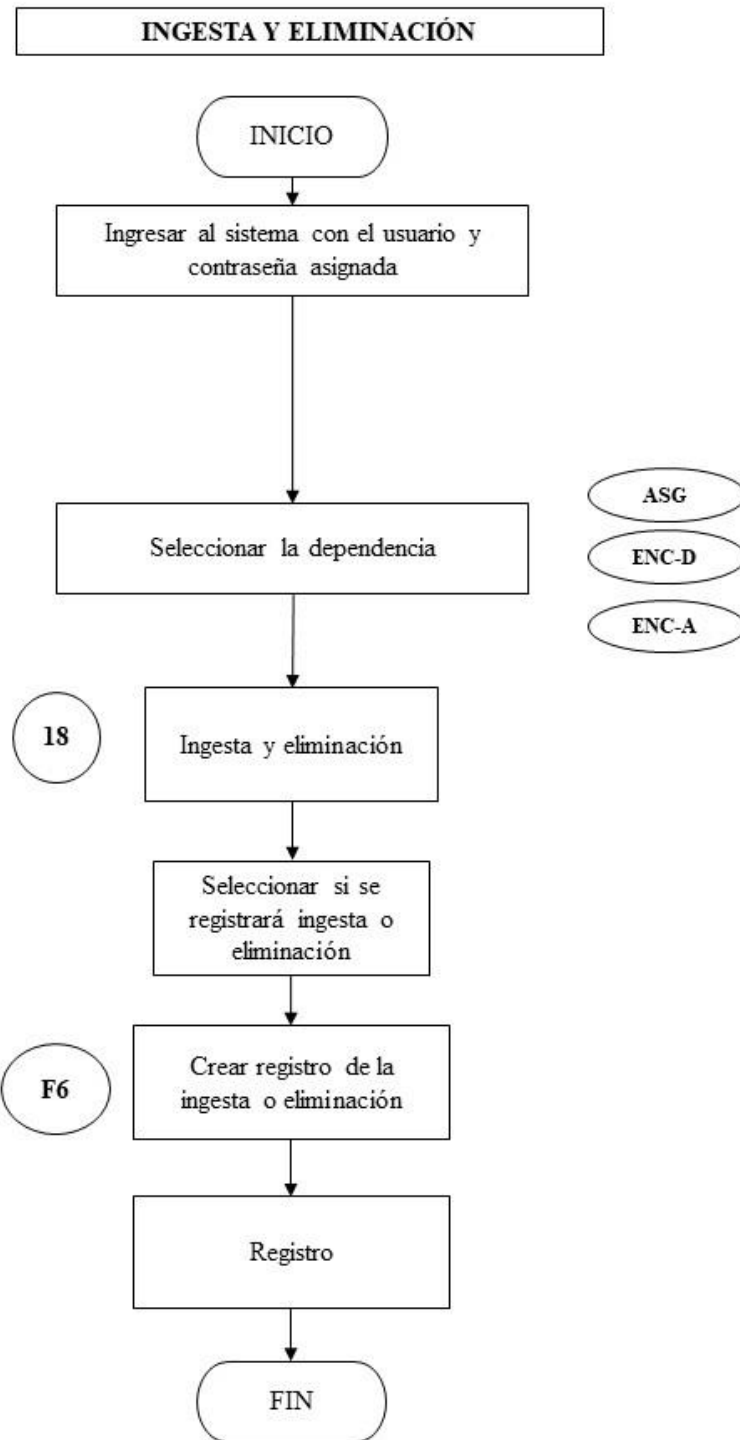 INGESTA Y ELIMINACIÓN
INICIO
Ingresar al sistema con el usuario y
contraseña asignada
Seleccionar la dependencia
ASG
ENC-D
ENC-A
18
Ingesta y eliminación
Seleccionar si se
registrará ingesta o
eliminación
F6
Crear registro de la
ingesta o eliminación
Registro
FIN